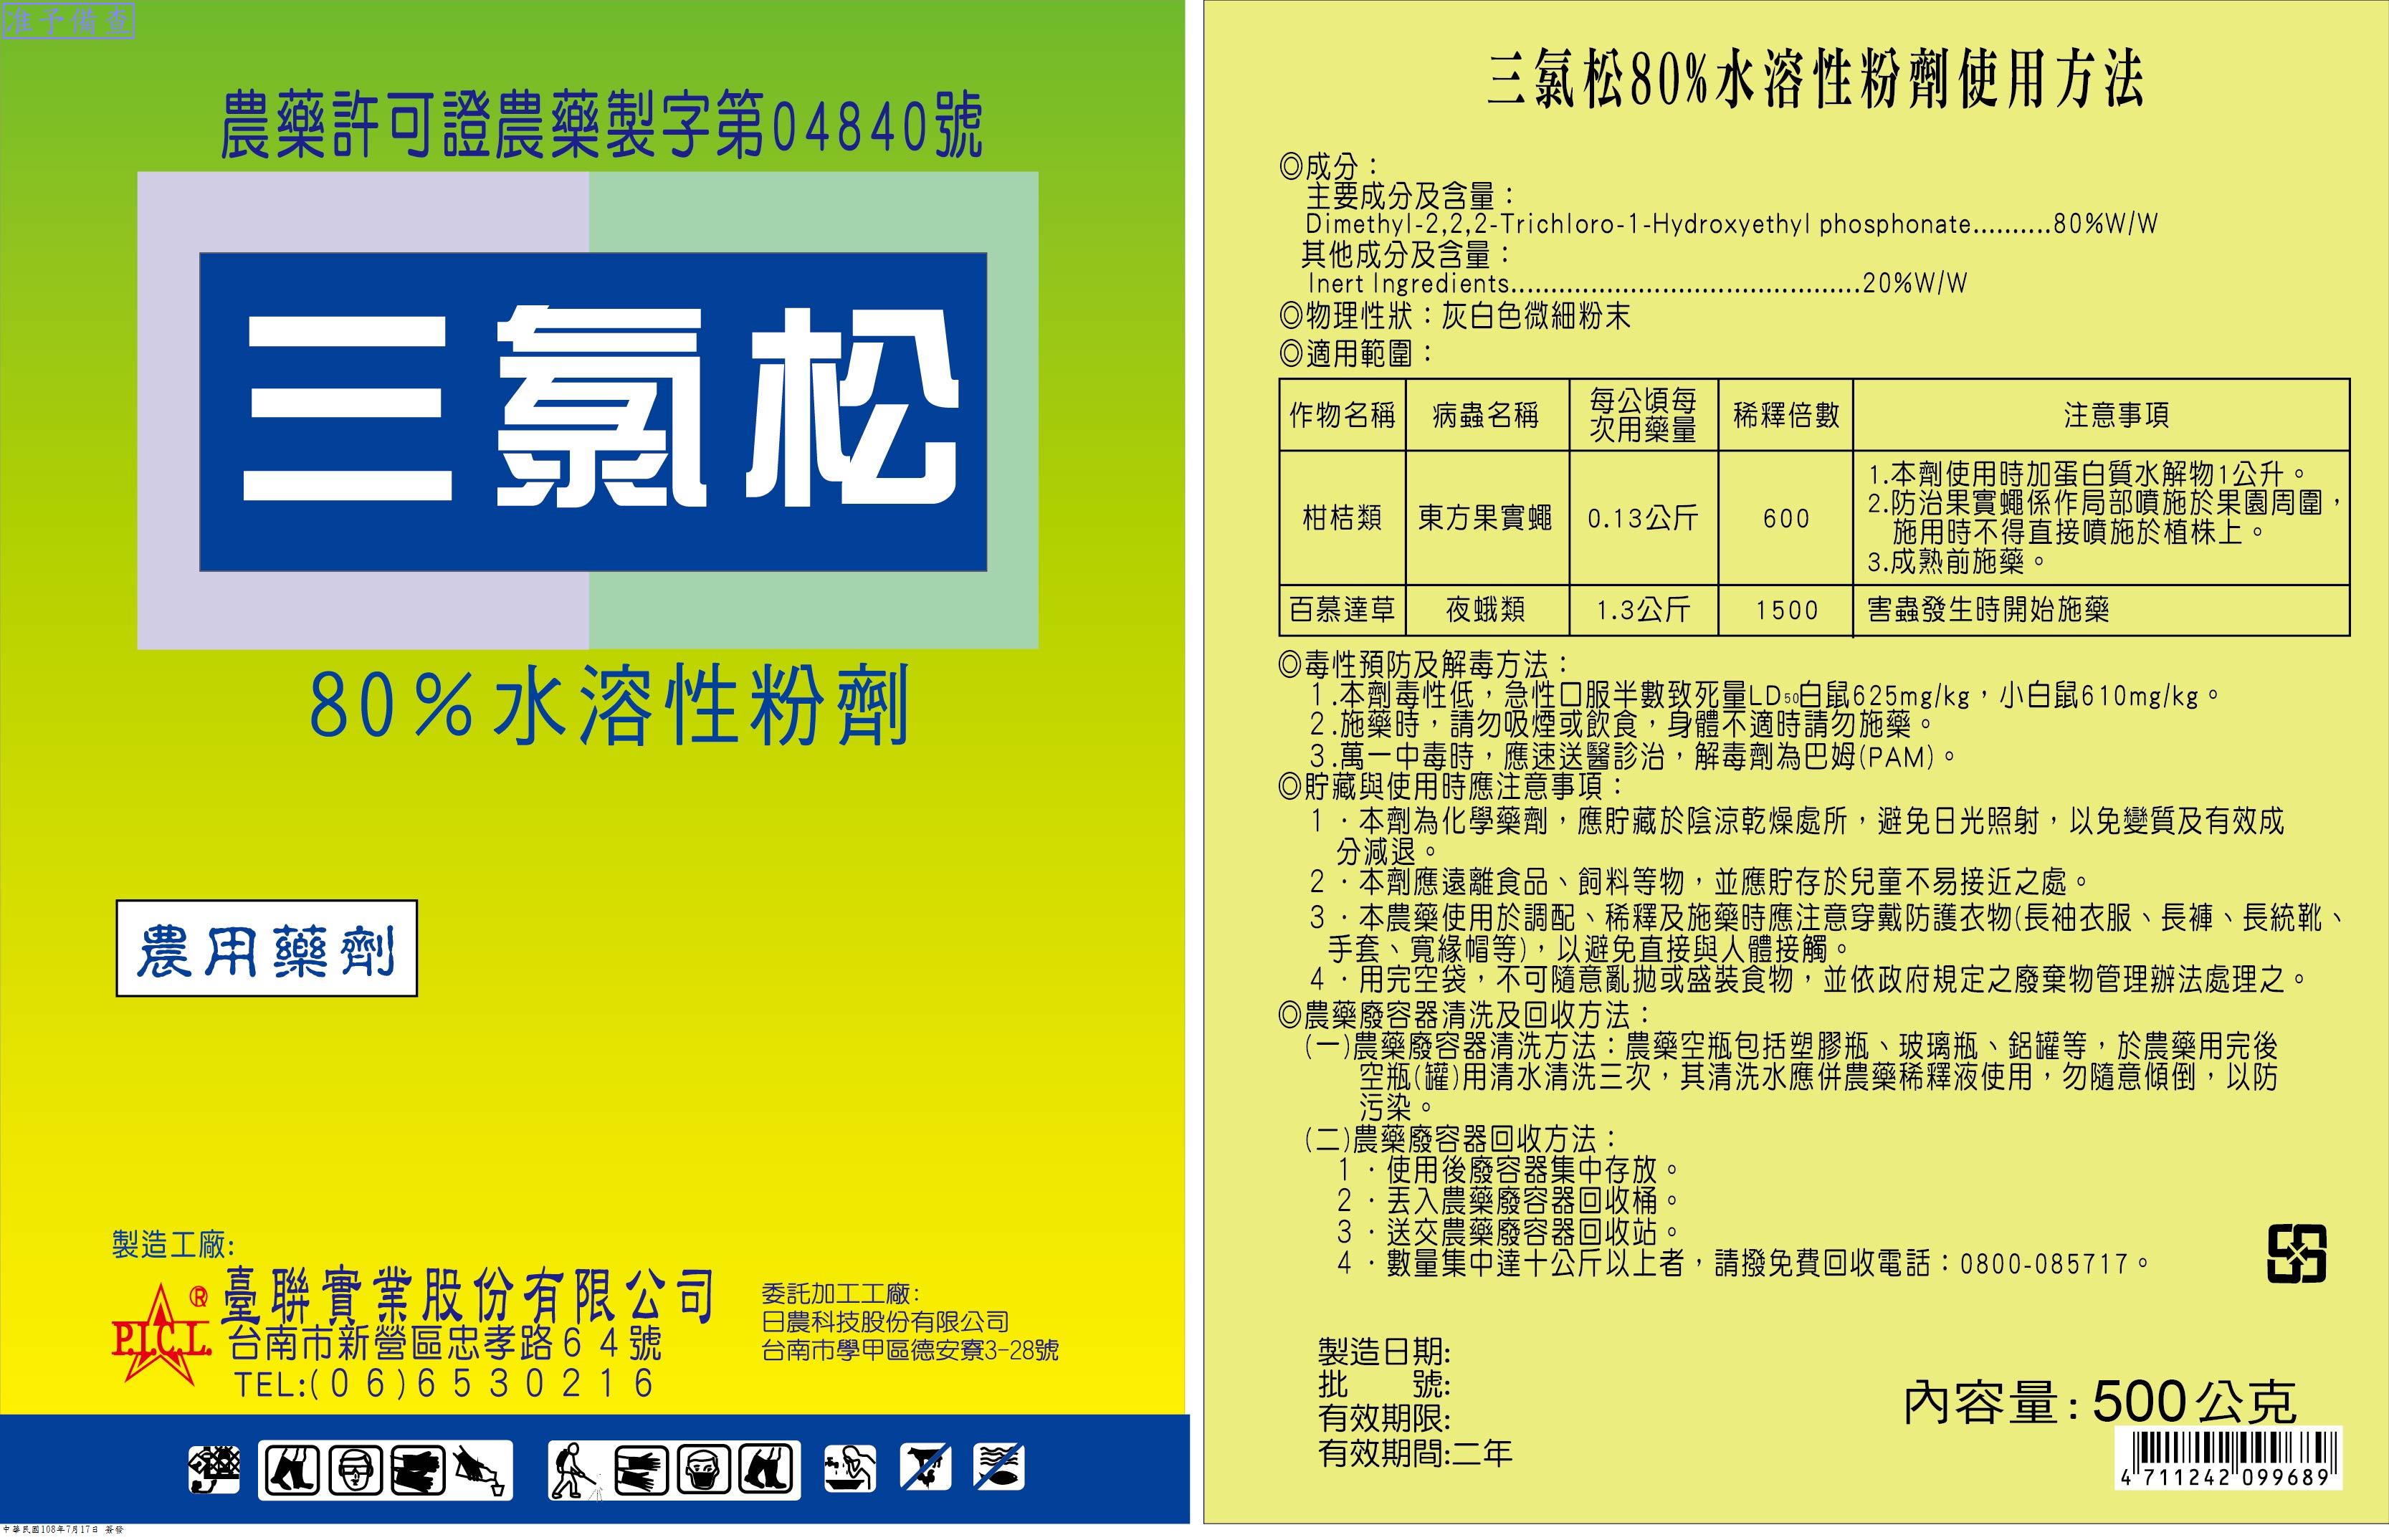 准予備查
農藥許可證農藥製字第04840號
三氯松
80%水溶性粉劑
農用藥劑
製造工廠:
P.I.C.L.
®
臺聯實業股份有限公司
台南市新營區忠孝路64號
TEL:(06)6530216
委託加工工廠:
日農科技股份有限公司
台南市學甲區德安寮3-28號
中華民國108年7月17日 簽發
三氯松80%水溶性粉劑使用方法
◎成分：
主要成分及含量：
Dimethyl-2,2,2-Trichloro-1-Hydroxyethyl phosphonate..........80%W/W
其他成分及含量：
Inert Ingredients............................................20%W/W
◎物理性狀：灰白色微細粉末
◎適用範圍：
作物名稱 病蟲名稱 每公頃每次用藥量 稀釋倍數 注意事項
柑桔類 東方果實蠅 0.13公斤 600
1.本劑使用時加蛋白質水解物1公升。
2.防治果實蠅係作局部噴施於果園周圍，
施用時不得直接噴施於植株上。
3.成熟前施藥。
百慕達草 夜蛾類 1.3公斤 1500 害蟲發生時開始施藥
◎毒性預防及解毒方法：
1.本劑毒性低，急性口服半數致死量LD50白鼠625mg/kg，小白鼠610mg/kg。
2.施藥時，請勿吸煙或飲食，身體不適時請勿施藥。
3.萬一中毒時，應速送醫診治，解毒劑為巴姆(PAM)。
◎貯藏與使用時應注意事項：
1．本劑為化學藥劑，應貯藏於陰涼乾燥處所，避免日光照射，以免變質及有效成
分減退。
2．本劑應遠離食品、飼料等物，並應貯存於兒童不易接近之處。
3．本農藥使用於調配、稀釋及施藥時應注意穿戴防護衣物(長袖衣服、長褲、長統靴、
手套、寬緣帽等)，以避免直接與人體接觸。
4．用完空袋，不可隨意亂拋或盛裝食物，並依政府規定之廢棄物管理辦法處理之。
◎農藥廢容器清洗及回收方法：
(一)農藥廢容器清洗方法：農藥空瓶包括塑膠瓶、玻璃瓶、鋁罐等，於農藥用完後
空瓶(罐)用清水清洗三次，其清洗水應併農藥稀釋液使用，勿隨意傾倒，以防
污染。
(二)農藥廢容器回收方法：
1．使用後廢容器集中存放。
2．丟入農藥廢容器回收桶。
3．送交農藥廢容器回收站。
4．數量集中達十公斤以上者，請撥免費回收電話：0800-085717。
製造日期:
批 號:
有效期限:
有效期間:二年
內容量: 500公克
4 711242 099689